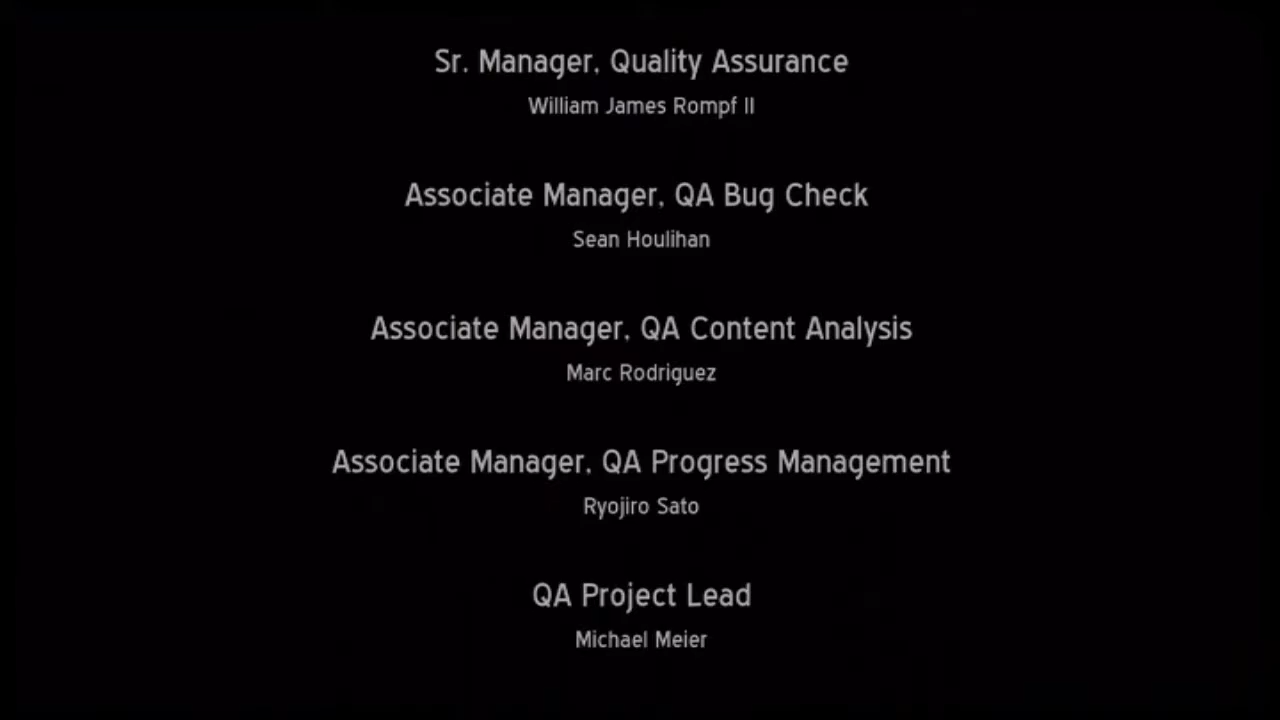 Sr. Manager, Quality Assurance
William James Rompf II
Associate Manager, QA Bug Check
Sean Houlihan
Associate Manager, QA Content Analysis
Marc Rodriguez
Associate Manager, QA Progress Management
Ryojiro Sato
QA Project Lead
Michael Meier